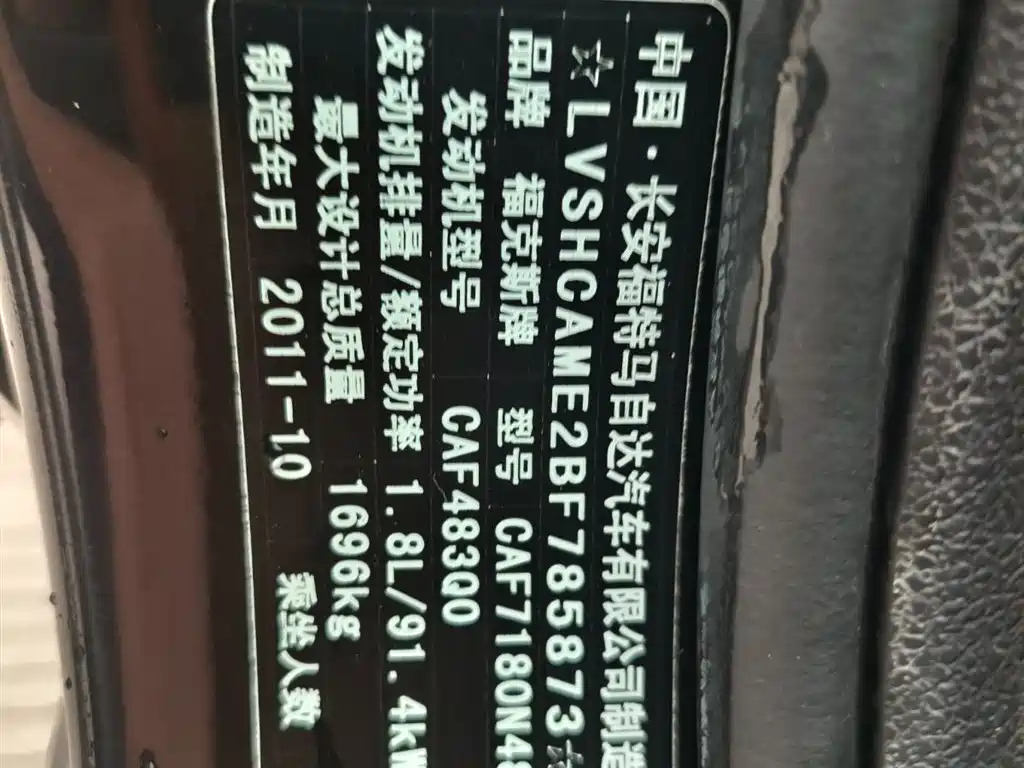 中国·长安福特马自达汽车有限公司制造
☆LVSHCAME2BF785873☆
品牌 福克斯牌 型号 CAF7180N48
发动机型号 CAF483Q0
发动机排量/额定功率 1.8L/91.4kW
最大设计总质量 1696kg
制造年月 2011-10 乘坐人数